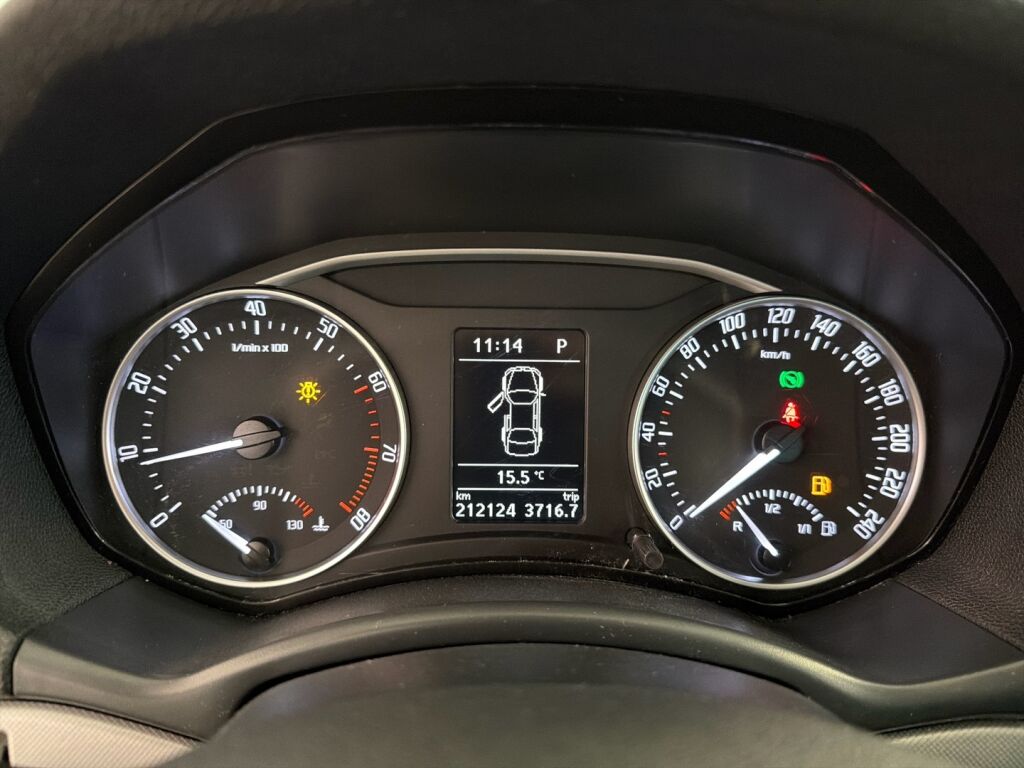 0 10 20 30 40 50 60 70 80
1/min x 100
50 90 130
11:14 P
15.5 °C
km trip
212124 3716.7
0 20 40 60 80 100 120 140 160 180 200 220 240
km/h
R 1/2 1/1